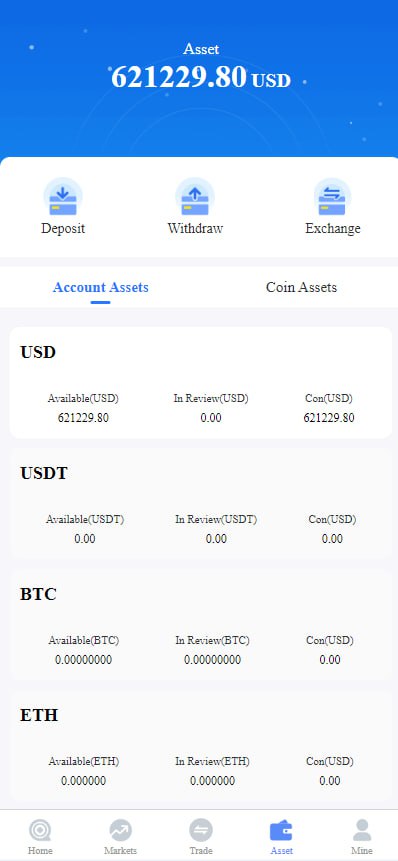 Asset
621229.80 USD
Deposit Withdraw Exchange
Account Assets Coin Assets
USD
Available(USD) In Review(USD) Con(USD)
621229.80 0.00 621229.80
USDT
Available(USDT) In Review(USDT) Con(USD)
0.00 0.00 0.00
BTC
Available(BTC) In Review(BTC) Con(USD)
0.00000000 0.00000000 0.00
ETH
Available(ETH) In Review(ETH) Con(USD)
0.000000 0.000000 0.00
Home Markets Trade Asset Mine